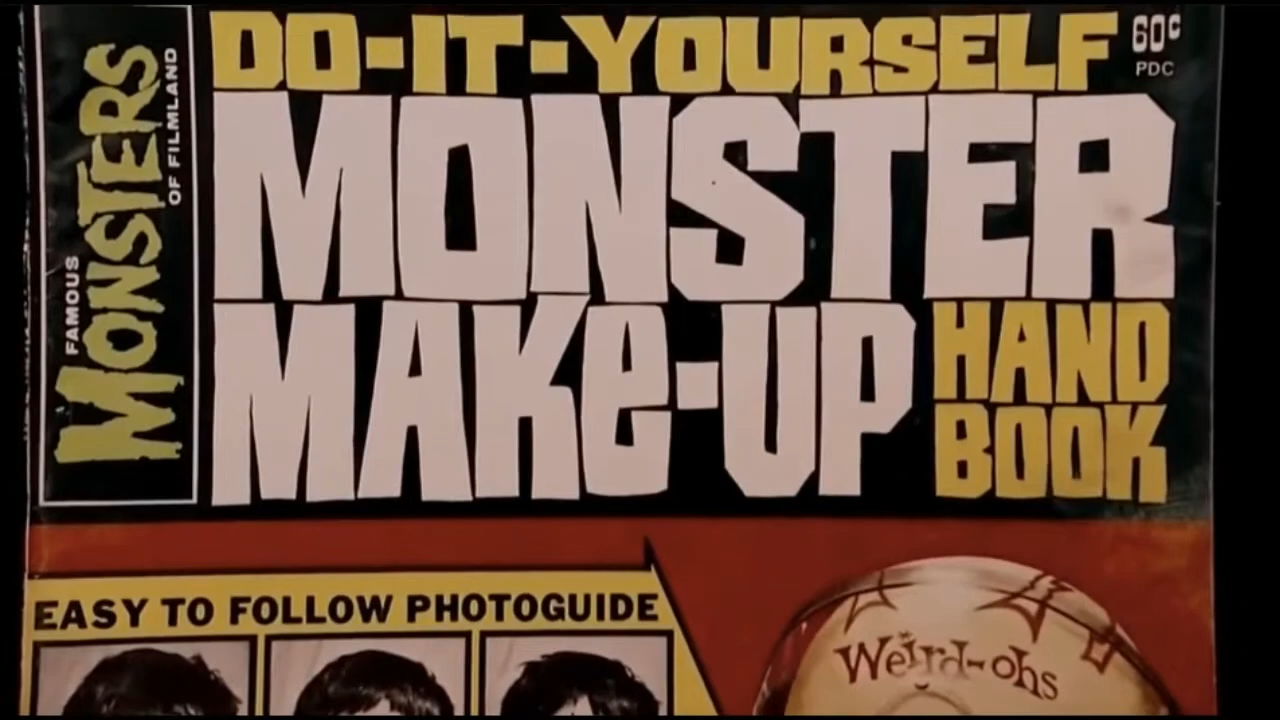 FAMOUS
MONSTERS
OF FILMLAND
DO-IT-YOURSELF
60¢
PDC
MONSTER
MAKe-UP
HAND
BOOK
EASY TO FOLLOW PHOTOGUIDE
Weird-ohs